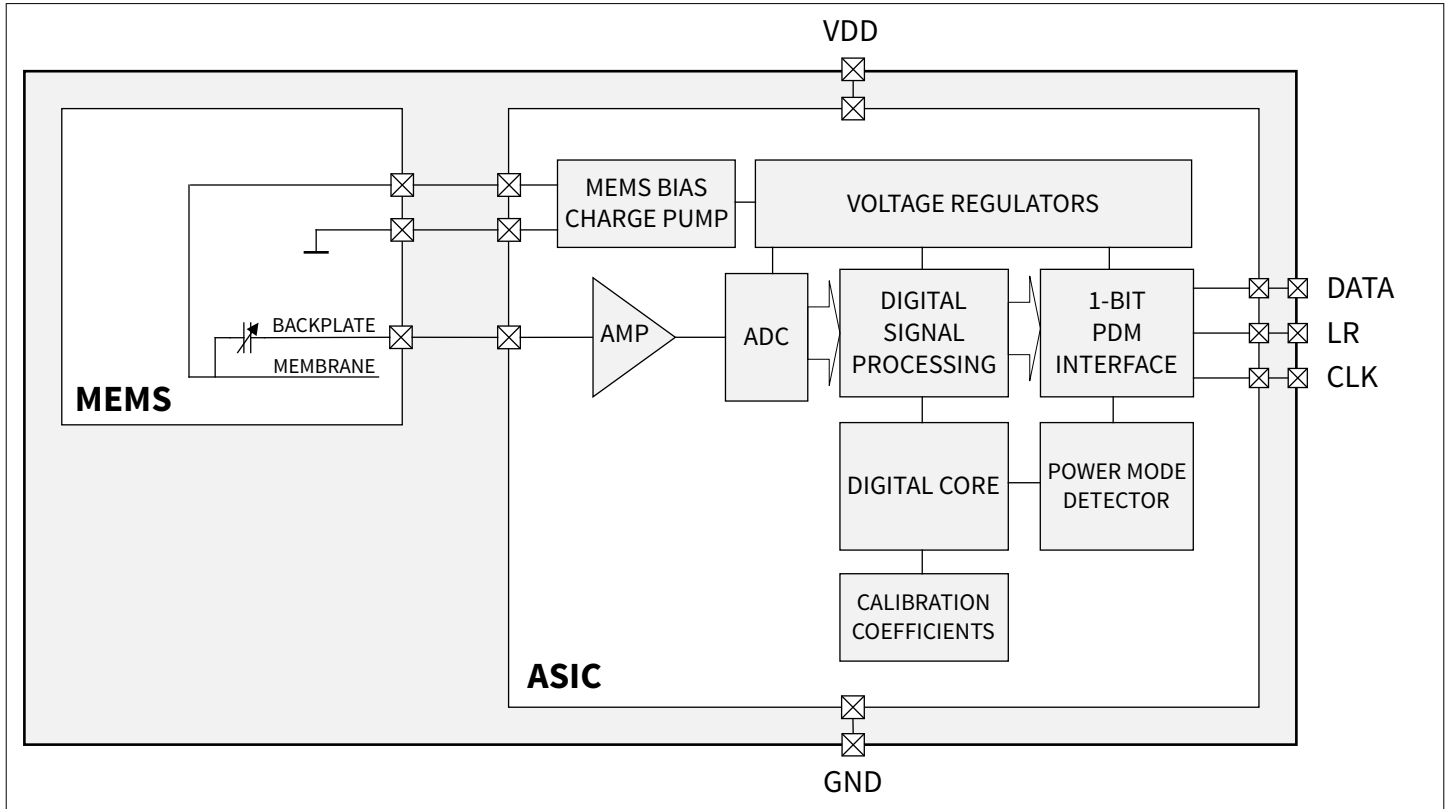 VDD
MEMS BIAS
CHARGE PUMP
VOLTAGE REGULATORS
BACKPLATE
MEMBRANE
MEMS
AMP
ADC
DIGITAL
SIGNAL
PROCESSING
1-BIT
PDM
INTERFACE
DATA
LR
CLK
DIGITAL CORE
POWER MODE
DETECTOR
CALIBRATION
COEFFICIENTS
ASIC
GND